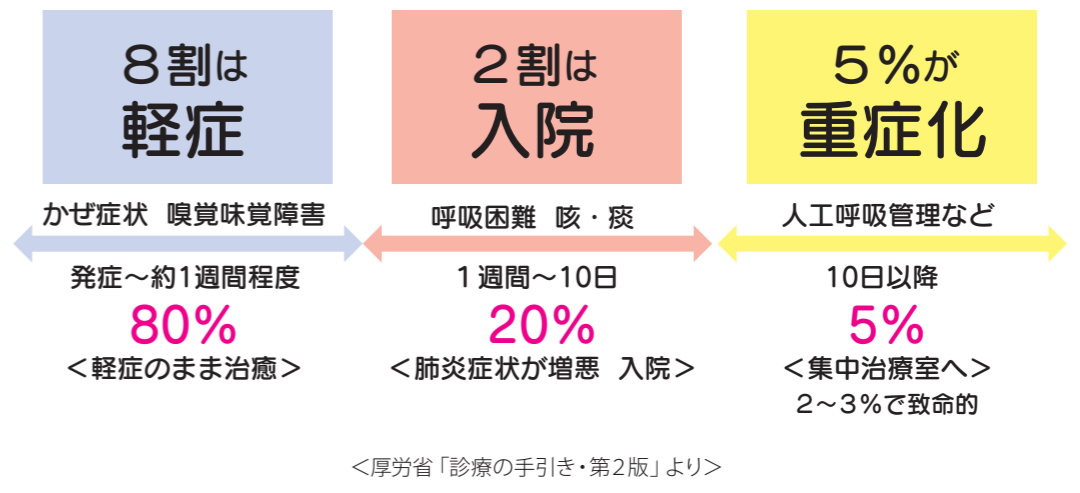 ８割は
軽症
かぜ症状 嗅覚味覚障害
発症〜約1週間程度
80%
＜軽症のまま治癒＞
２割は
入院
呼吸困難 咳・痰
１週間〜10日
20%
＜肺炎症状が増悪 入院＞
５％が
重症化
人工呼吸管理など
10日以降
5%
＜集中治療室へ＞
２〜３％で致命的
＜厚労省「診療の手引き・第２版」より＞